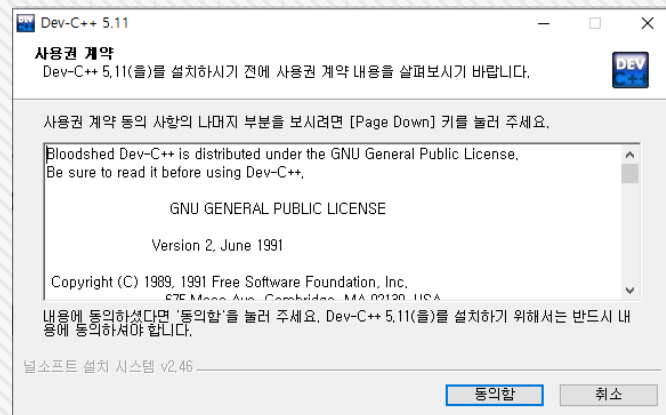 Dev-C++ 5.11
사용권 계약
Dev-C++ 5.11(을)를 설치하시기 전에 사용권 계약 내용을 살펴보시기 바랍니다.
DEV
C++
사용권 계약 동의 사항의 나머지 부분을 보시려면 [Page Down] 키를 눌러 주세요.
Bloodshed Dev-C++ is distributed under the GNU General Public License.
Be sure to read it before using Dev-C++.
GNU GENERAL PUBLIC LICENSE
Version 2, June 1991
Copyright (C) 1989, 1991 Free Software Foundation, Inc.
675 Mass Ave, Cambridge, MA 02139, USA
내용에 동의하셨다면 '동의함'을 눌러 주세요. Dev-C++ 5.11(을)를 설치하기 위해서는 반드시 내
용에 동의하셔야 합니다.
널소프트 설치 시스템 v2.46
동의함
취소